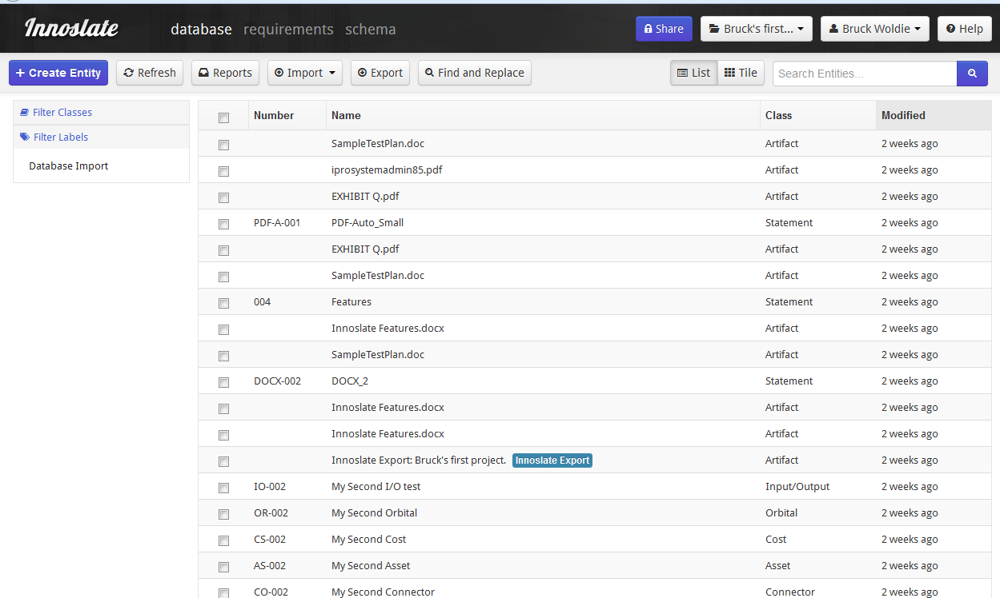 Innoslate database requirements schema Share Bruck's first... Bruck Woldie Help
Create Entity Refresh Reports Import Export Find and Replace List Tile Search Entities...
Filter Classes
Filter Labels
Database Import
Number Name Class Modified
SampleTestPlan.doc Artifact 2 weeks ago
iprosystemadmin85.pdf Artifact 2 weeks ago
EXHIBIT Q.pdf Artifact 2 weeks ago
PDF-A-001 PDF-Auto_Small Statement 2 weeks ago
EXHIBIT Q.pdf Artifact 2 weeks ago
SampleTestPlan.doc Artifact 2 weeks ago
004 Features Statement 2 weeks ago
Innoslate Features.docx Artifact 2 weeks ago
SampleTestPlan.doc Artifact 2 weeks ago
DOCX-002 DOCX_2 Statement 2 weeks ago
Innoslate Features.docx Artifact 2 weeks ago
Innoslate Features.docx Artifact 2 weeks ago
Innoslate Export: Bruck's first project. Innoslate Export Artifact 2 weeks ago
IO-002 My Second I/O test Input/Output 2 weeks ago
OR-002 My Second Orbital Orbital 2 weeks ago
CS-002 My Second Cost Cost 2 weeks ago
AS-002 My Second Asset Asset 2 weeks ago
CO-002 My Second Connector Connector 2 weeks ago